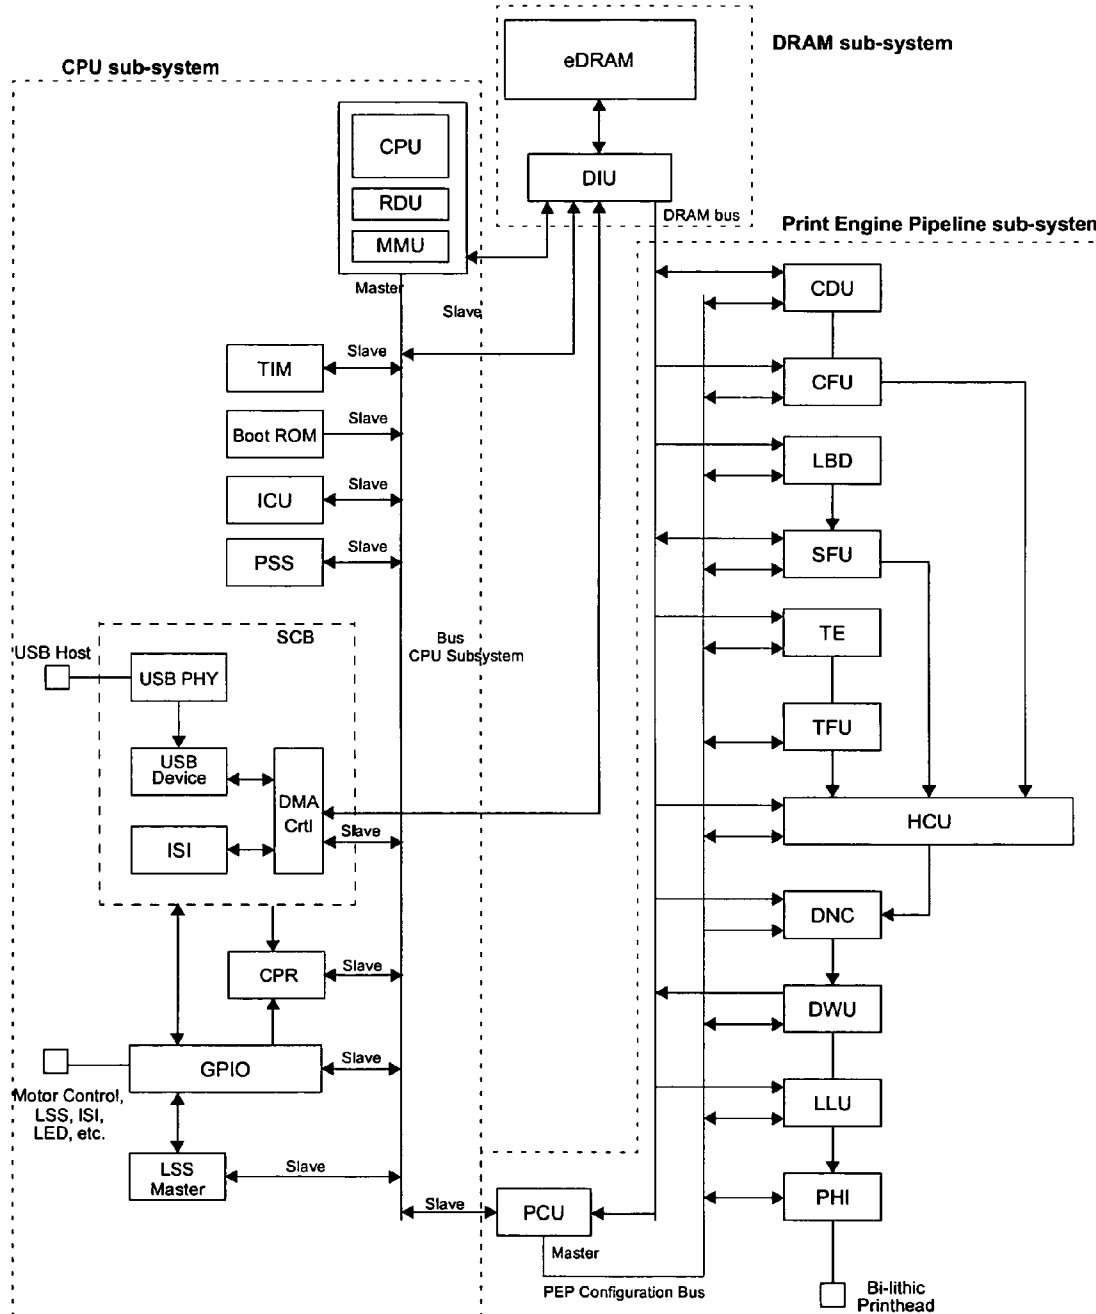 DRAM sub-system
CPU sub-system
eDRAM
CPU
RDU
MMU
DIU
DRAM bus
Print Engine Pipeline sub-system
Master
Slave
CDU
TIM
Slave
CFU
Boot ROM
Slave
LBD
ICU
Slave
PSS
Slave
SFU
SCB
Bus
CPU Subsystem
TE
USB Host
USB PHY
TFU
USB
Device
DMA
Crtl
Slave
HCU
ISI
DNC
CPR
Slave
DWU
GPIO
Slave
Motor Control,
LSS, ISI,
LED, etc.
LLU
LSS
Master
Slave
Slave
PCU
PHI
Master
PEP Configuration Bus
Bi-lithic
Printhead